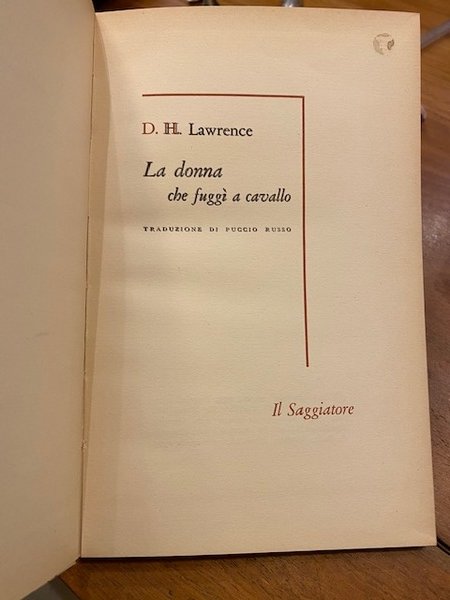 D. H. Lawrence
La donna
che fuggì a cavallo
TRADUZIONE DI PUCCIO RUSSO
Il Saggiatore